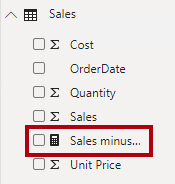 Sales
Σ Cost
OrderDate
Σ Quantity
Σ Sales
Sales minus...
Σ Unit Price